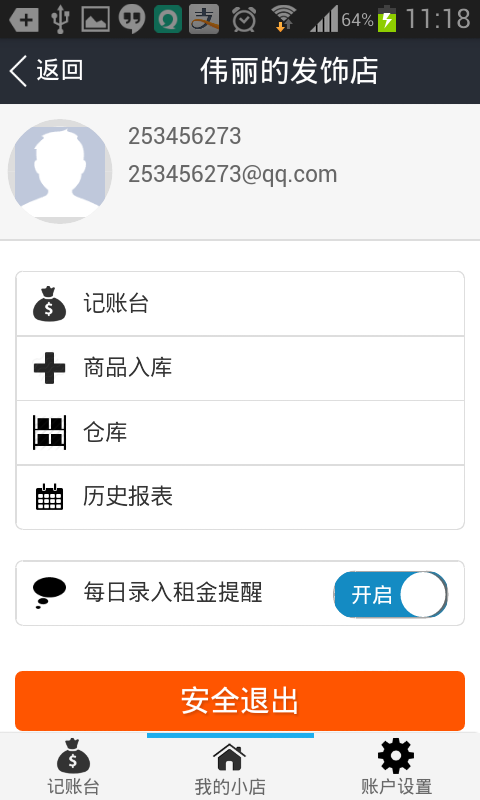 64% 11:18
返回 伟丽的发饰店
253456273
253456273@qq.com
记账台
商品入库
仓库
历史报表
每日录入租金提醒 开启
安全退出
记账台 我的小店 账户设置